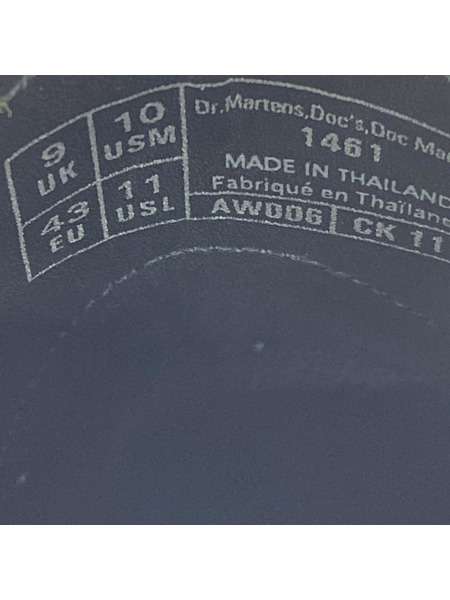 9
UK
10
USM
43
EU
11
USL
Dr.Martens,Doc's,Doc Ma
1461
MADE IN THAILAND
Fabriqué en Thaïlan
AW006
CK 11